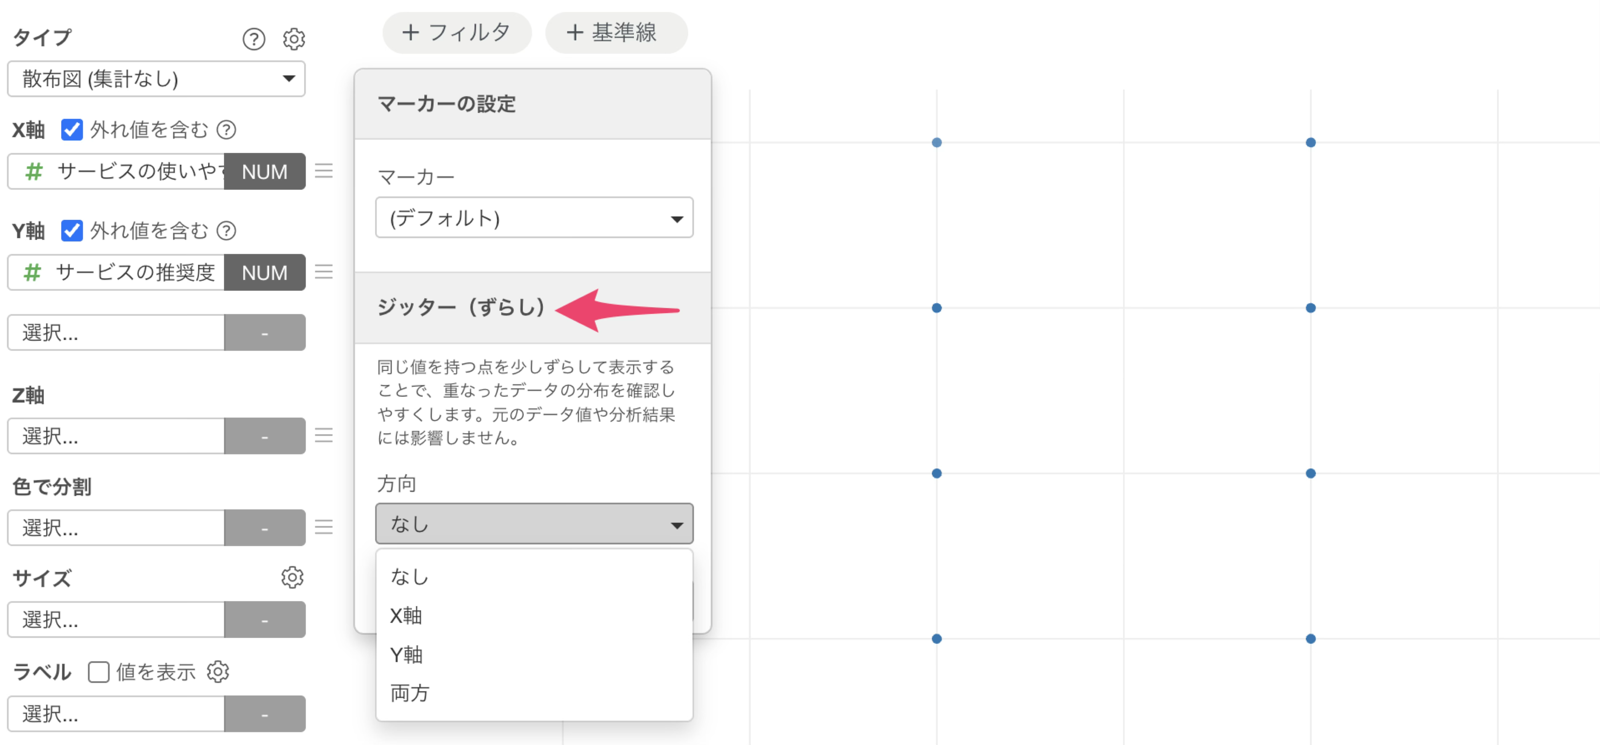 タイプ
散布図 (集計なし)
X軸 外れ値を含む
# サービスの使いや NUM
Y軸 外れ値を含む
# サービスの推奨度 NUM
選択... -
Z軸
選択... -
色で分割
選択... -
サイズ
選択... -
ラベル 値を表示
選択... -
+ フィルタ
+ 基準線
マーカーの設定
マーカー
(デフォルト)
ジッター（ずらし）
同じ値を持つ点を少しずらして表示する
ことで、重なったデータの分布を確認し
やすくします。元のデータ値や分析結果
には影響しません。
方向
なし
なし
X軸
Y軸
両方